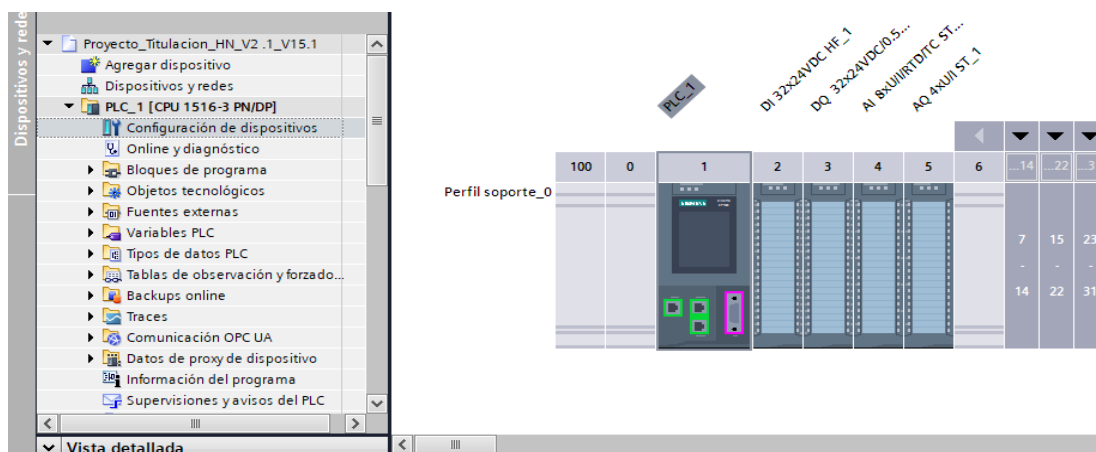 Dispositivos y rede
Proyecto_Titulacion_HN_V2 .1_V15.1
Agregar dispositivo
Dispositivos y redes
PLC_1 [CPU 1516-3 PN/DP]
Configuración de dispositivos
Online y diagnóstico
Bloques de programa
Objetos tecnológicos
Fuentes externas
Variables PLC
Tipos de datos PLC
Tablas de observación y forzado...
Backups online
Traces
Comunicación OPC UA
Datos de proxy de dispositivo
Información del programa
Supervisiones y avisos del PLC
Vista detallada
PLC_1
DI 32x24VDC HF_1
DQ 32x24VDC/0.5...
AI 8xU/I/RTD/TC ST...
AQ 4xU/I ST_1
100 0 1 2 3 4 5 6 ...14 ...22 ...3
Perfil soporte_0
SIEMENS
7 15 23
- - -
14 22 31